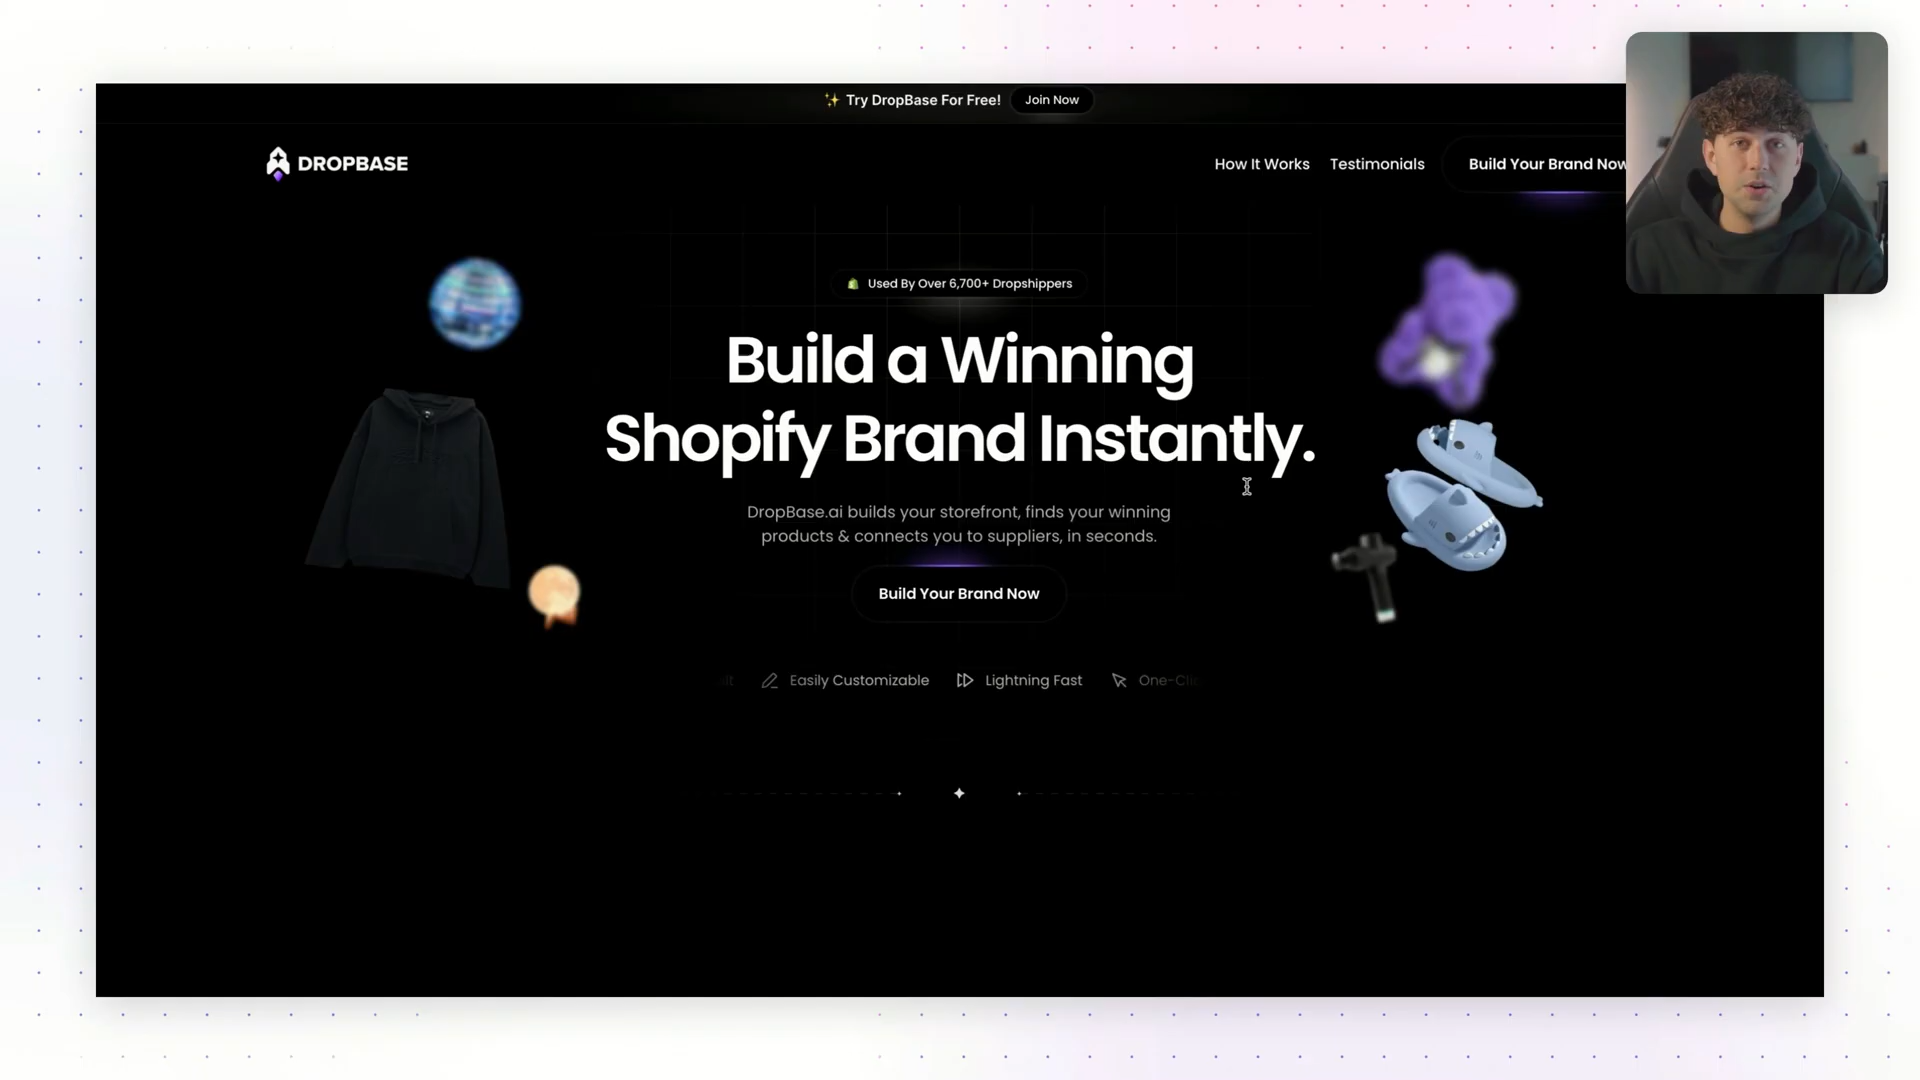 Try DropBase For Free! Join Now
DROPBASE
How It Works Testimonials Build Your Brand Now
Used By Over 6,700+ Dropshippers
Build a Winning
Shopify Brand Instantly.
DropBase.ai builds your storefront, finds your winning
products & connects you to suppliers, in seconds.
Build Your Brand Now
Easily Customizable Lightning Fast